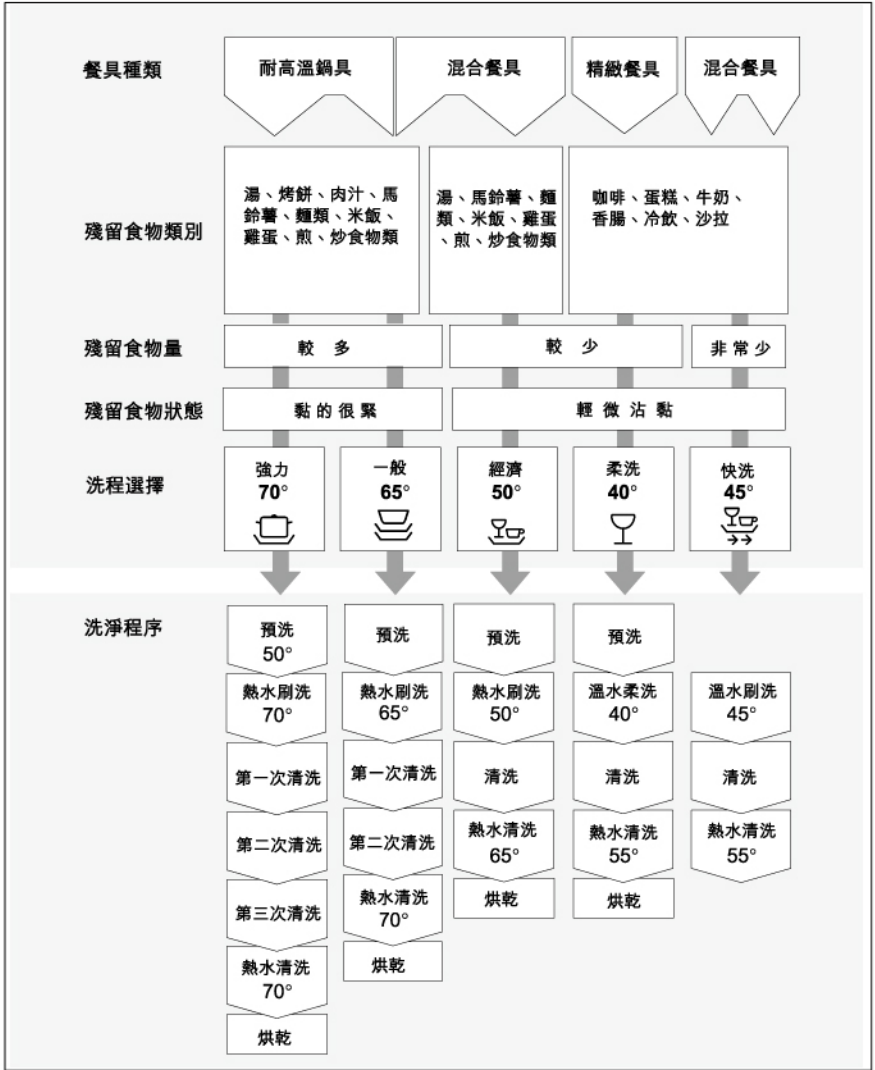 餐具種類
耐高溫鍋具
混合餐具
精緻餐具
混合餐具
殘留食物類別
湯、烤餅、肉汁、馬
鈴薯、麵類、米飯、
雞蛋、煎、炒食物類
湯、馬鈴薯、麵
類、米飯、雞蛋
、煎、炒食物類
咖啡、蛋糕、牛奶、
香腸、冷飲、沙拉
殘留食物量
較 多
較 少
非常少
殘留食物狀態
黏的很緊
輕微沾黏
洗程選擇
強力
70°
一般
65°
經濟
50°
柔洗
40°
快洗
45°
洗淨程序
預洗
50°
熱水刷洗
70°
第一次清洗
第二次清洗
第三次清洗
熱水清洗
70°
烘乾
預洗
熱水刷洗
65°
第一次清洗
第二次清洗
熱水清洗
70°
烘乾
預洗
熱水刷洗
50°
清洗
熱水清洗
65°
烘乾
預洗
溫水柔洗
40°
清洗
熱水清洗
55°
烘乾
溫水刷洗
45°
清洗
熱水清洗
55°